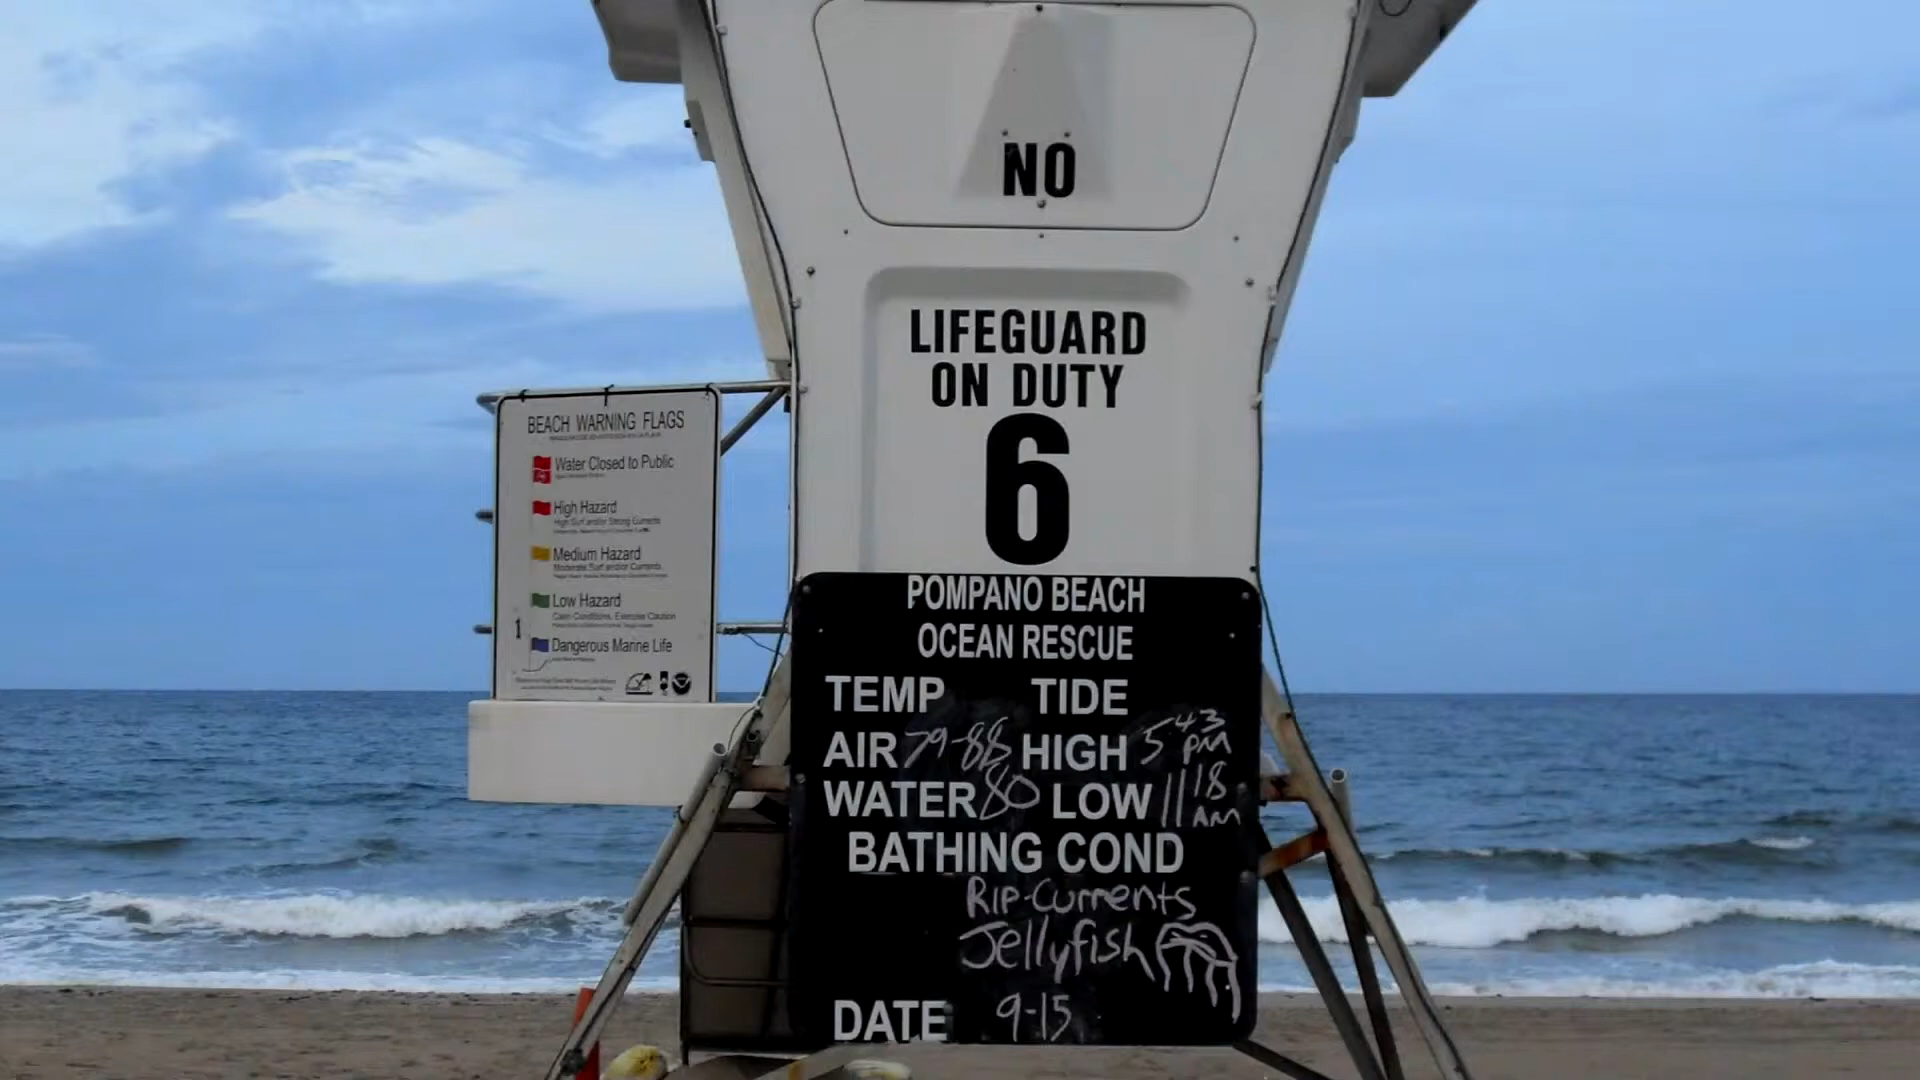 NO
LIFEGUARD
ON DUTY
6
BEACH WARNING FLAGS
Water Closed to Public
High Hazard
High Surf and/or Strong Currents
Medium Hazard
Moderate Surf and/or Currents
Low Hazard
Calm Conditions, Exercise Caution
1
Dangerous Marine Life
POMPANO BEACH
OCEAN RESCUE
TEMP TIDE
AIR 79-88 HIGH 5 43 PM
WATER 80 LOW 11 18 AM
BATHING COND
RIP-Currents
Jellyfish
DATE 9-15